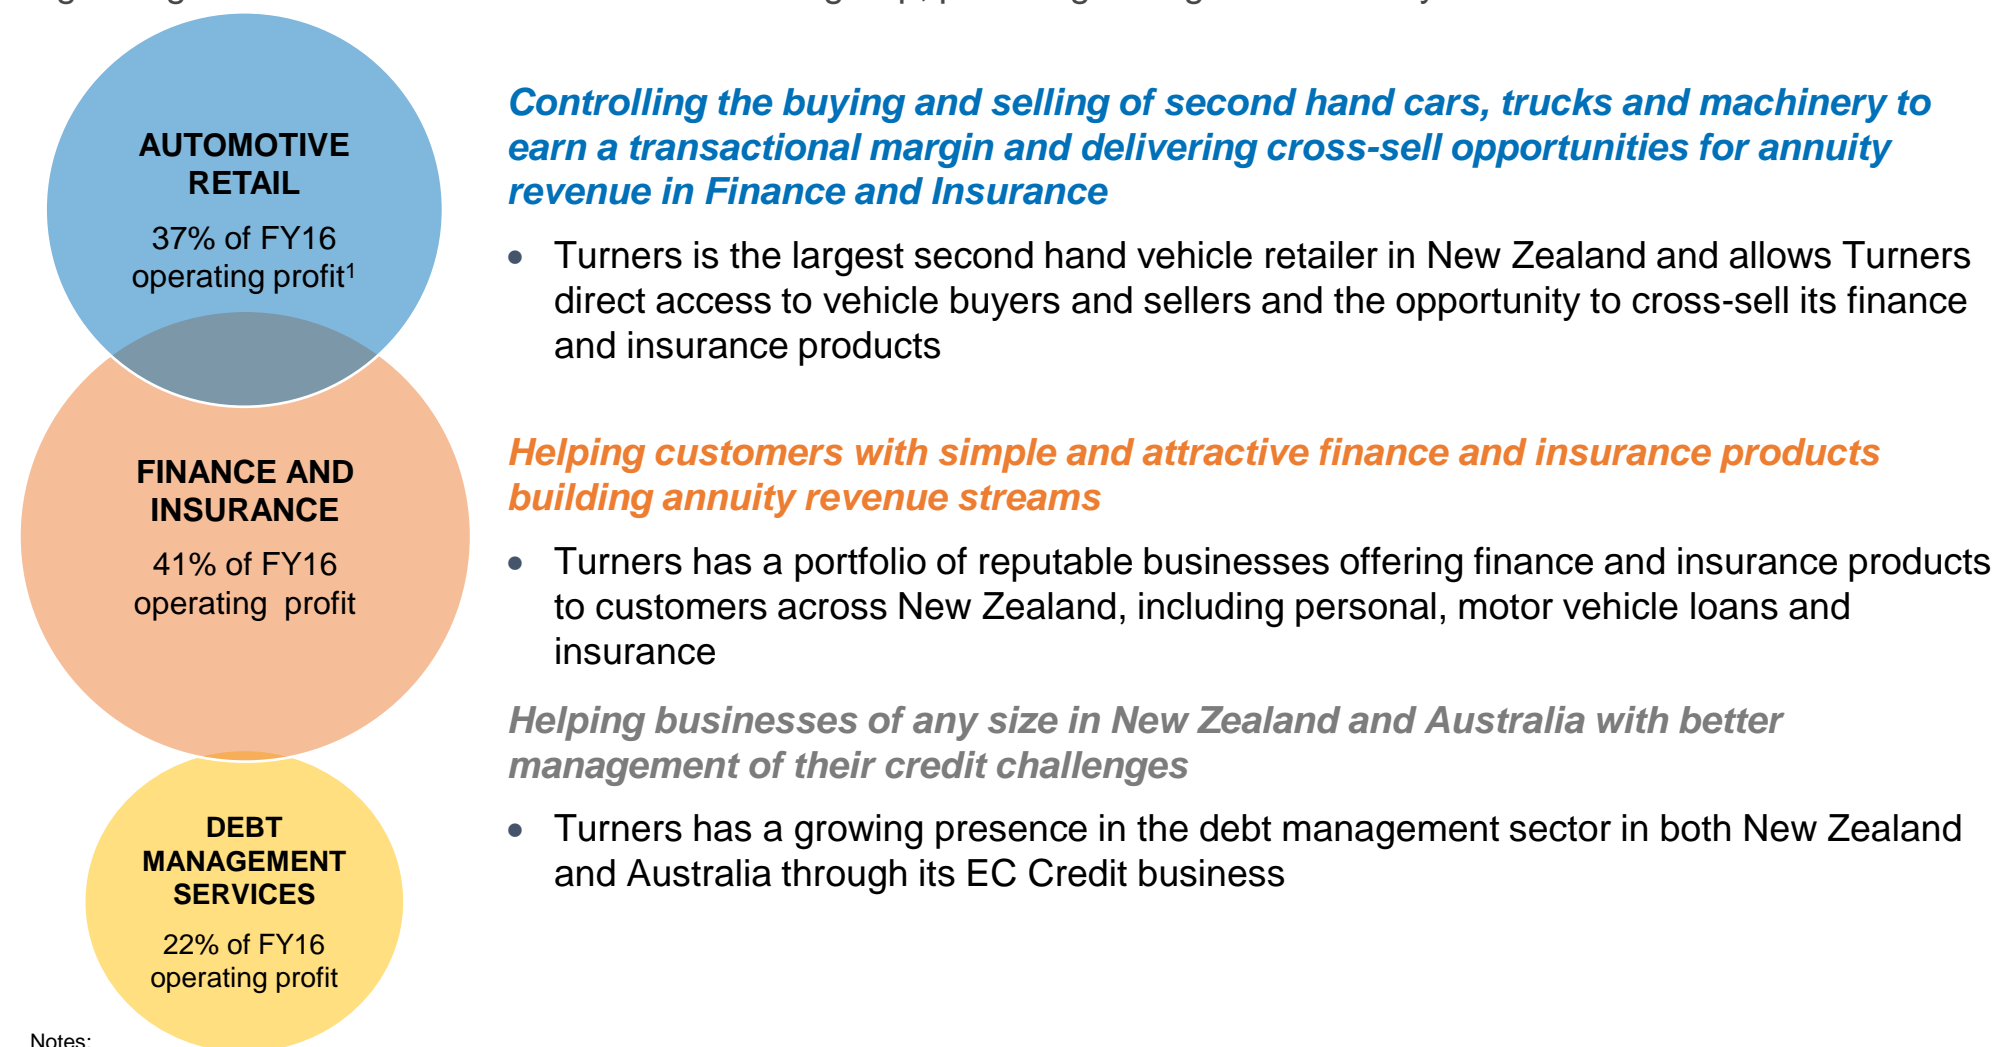 AUTOMOTIVE
RETAIL
37% of FY16
operating profit¹
Controlling the buying and selling of second hand cars, trucks and machinery to
earn a transactional margin and delivering cross-sell opportunities for annuity
revenue in Finance and Insurance
• Turners is the largest second hand vehicle retailer in New Zealand and allows Turners
direct access to vehicle buyers and sellers and the opportunity to cross-sell its finance
and insurance products
FINANCE AND
INSURANCE
41% of FY16
operating profit
Helping customers with simple and attractive finance and insurance products
building annuity revenue streams
• Turners has a portfolio of reputable businesses offering finance and insurance products
to customers across New Zealand, including personal, motor vehicle loans and
insurance
DEBT
MANAGEMENT
SERVICES
22% of FY16
operating profit
Helping businesses of any size in New Zealand and Australia with better
management of their credit challenges
• Turners has a growing presence in the debt management sector in both New Zealand
and Australia through its EC Credit business
Notes: